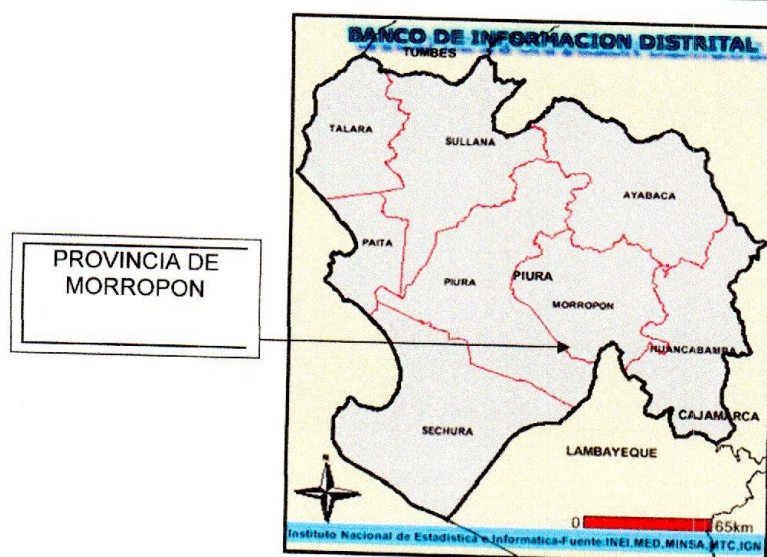 BANCO DE INFORMACION DISTRITAL
TUMBES
TALARA
SULLANA
AYABACA
PROVINCIA DE
MORROPON
PAITA
PIURA
PIURA
MORROPON
HUANCABAMBA
CAJAMARCA
SECHURA
LAMBAYEQUE
N
0 65km
Instituto Nacional de Estadistica e Informatica-Fuente:INEI,MED,MINSA,MTC,IGN